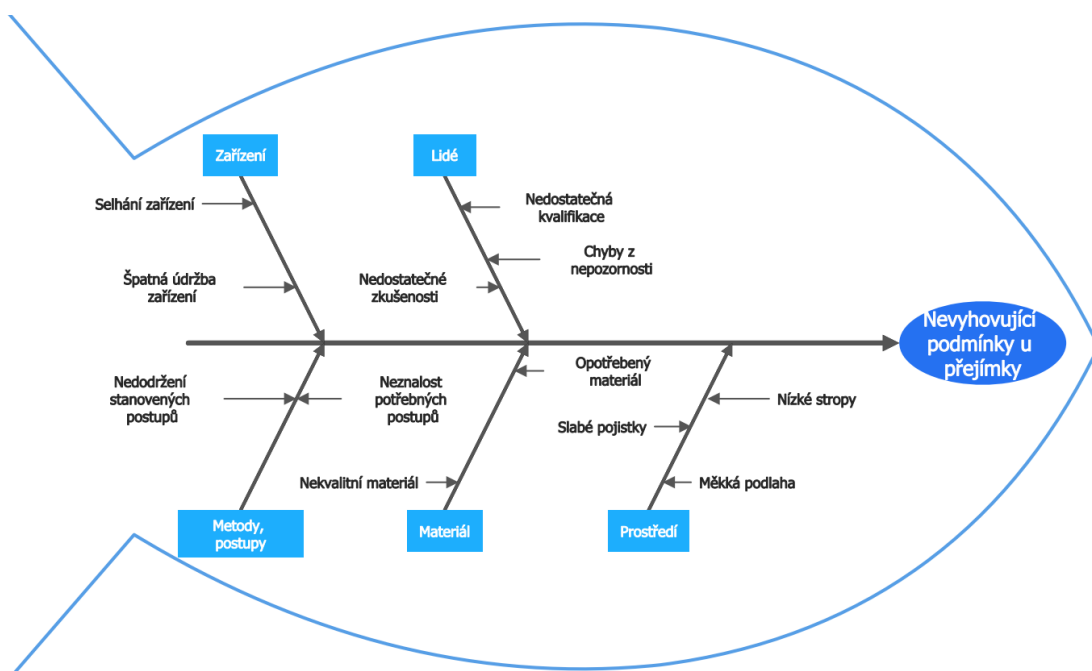 Zařízení
Lidé
Selhání zařízení
Nedostatečná
kvalifikace
Chyby z
nepozornosti
Špatná údržba
zařízení
Nedostatečné
zkušenosti
Nevyhovující
podmínky u
přejímky
Nedodržení
stanovených
postupů
Neznalost
potřebných
postupů
Opotřebený
materiál
Nízké stropy
Slabé pojistky
Nekvalitní materiál
Měkká podlaha
Metody,
postupy
Materiál
Prostředí